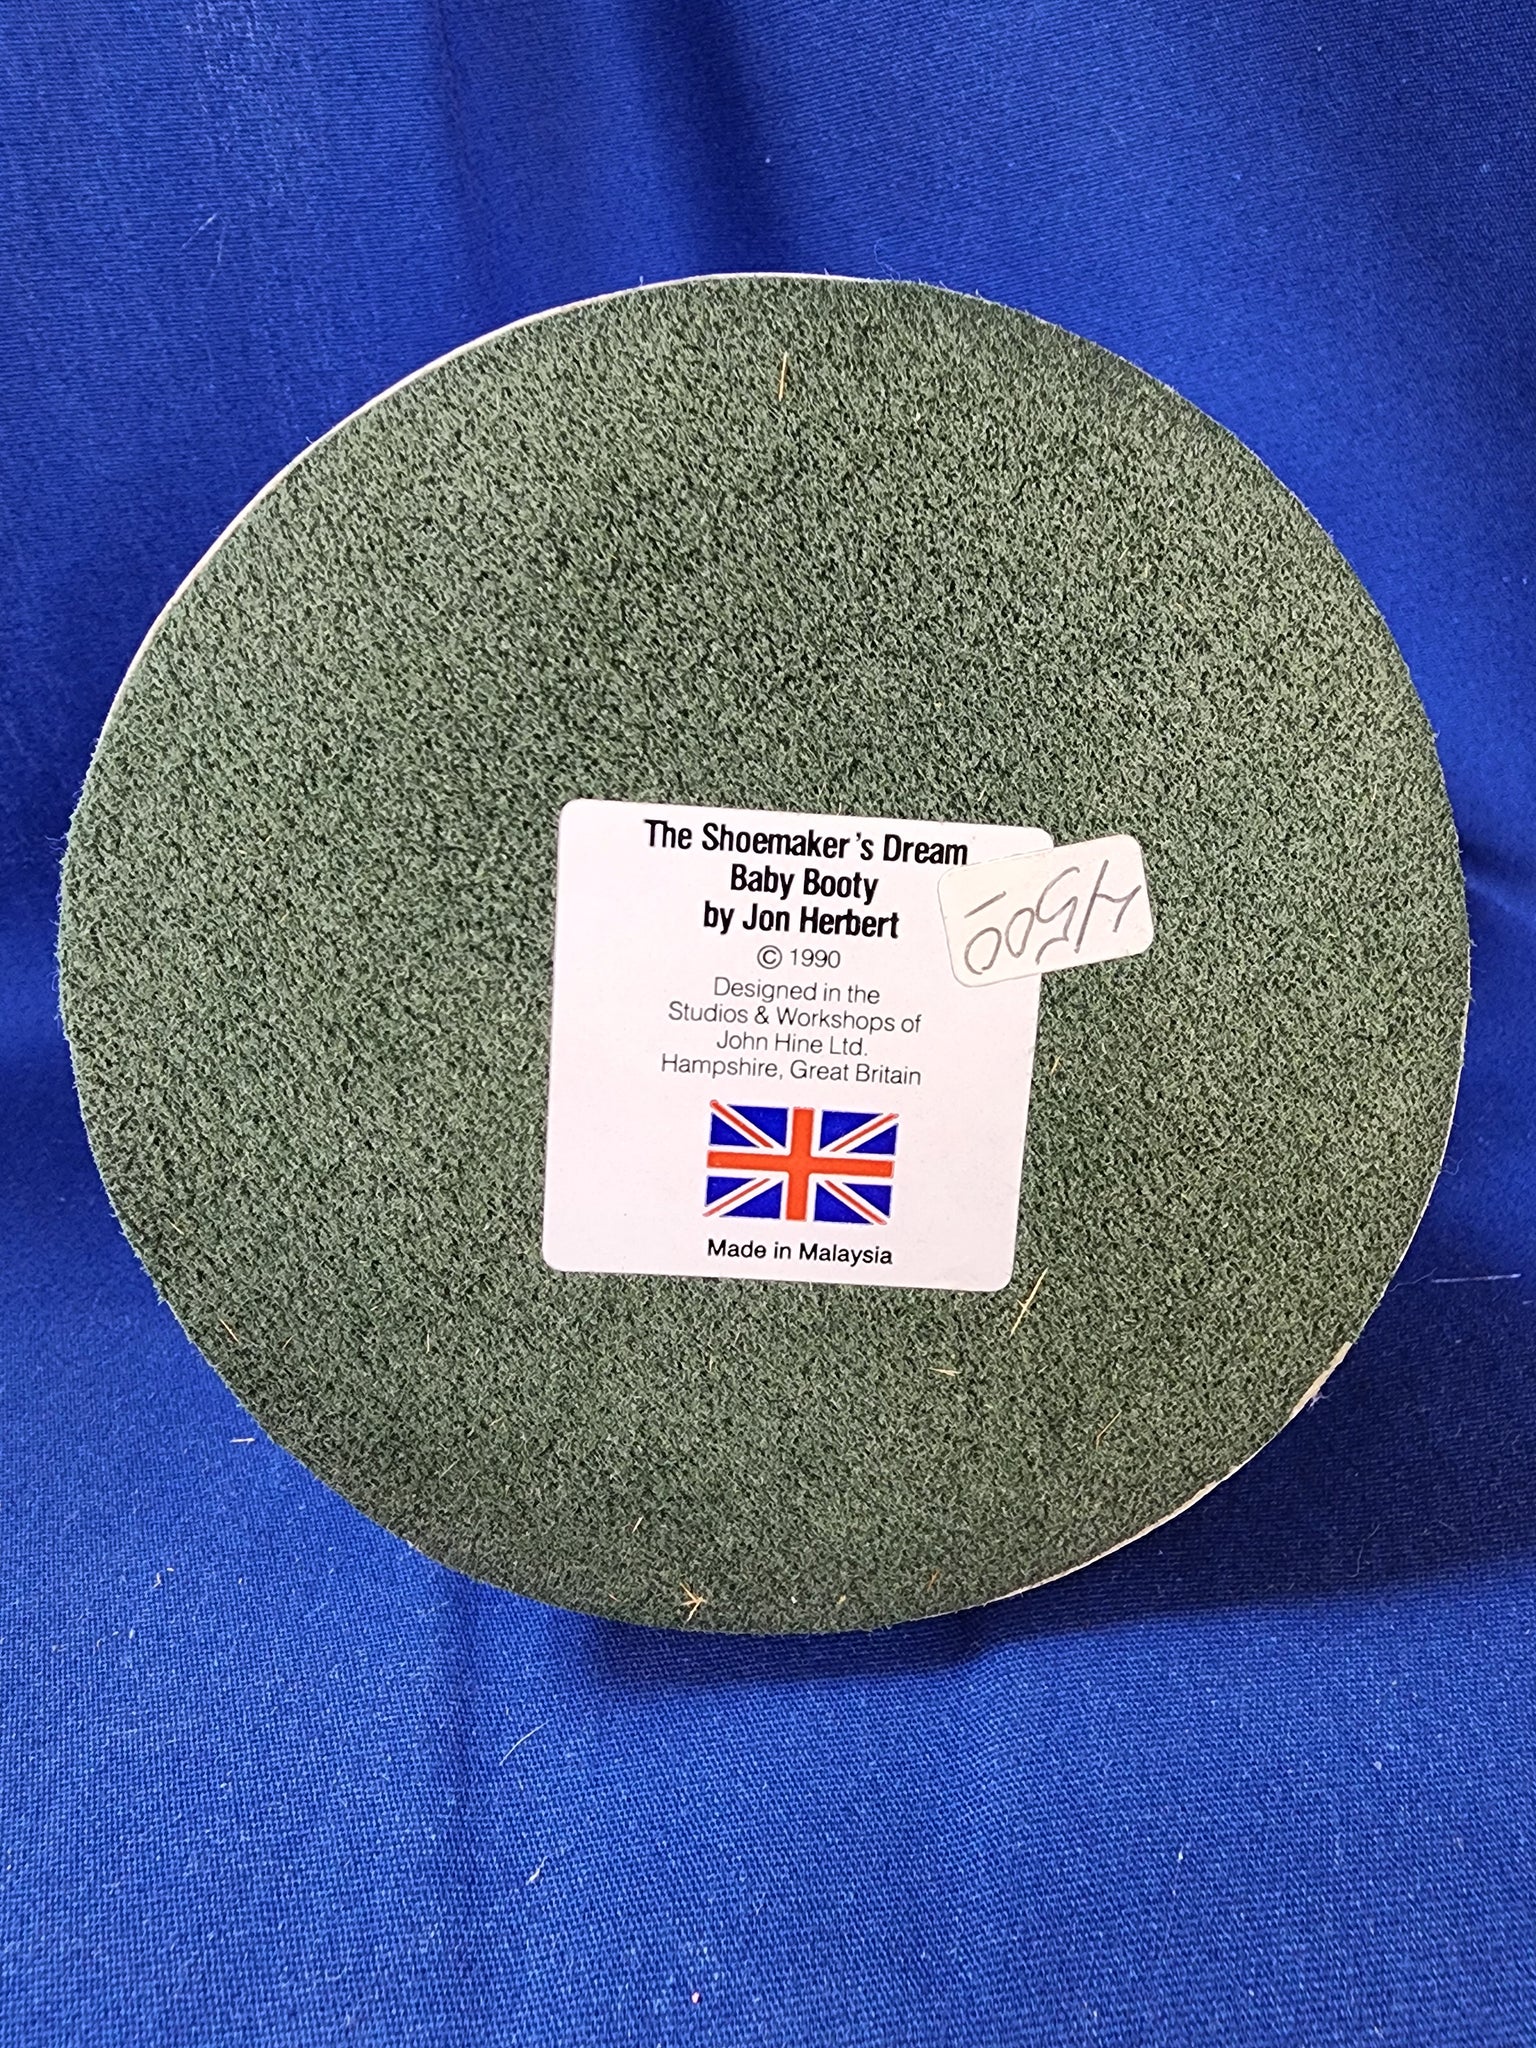 The Shoemaker's Dream
Baby Booty
by Jon Herbert
© 1990
Designed in the
Studios & Workshops of
John Hine Ltd.
Hampshire, Great Britain
Made in Malaysia